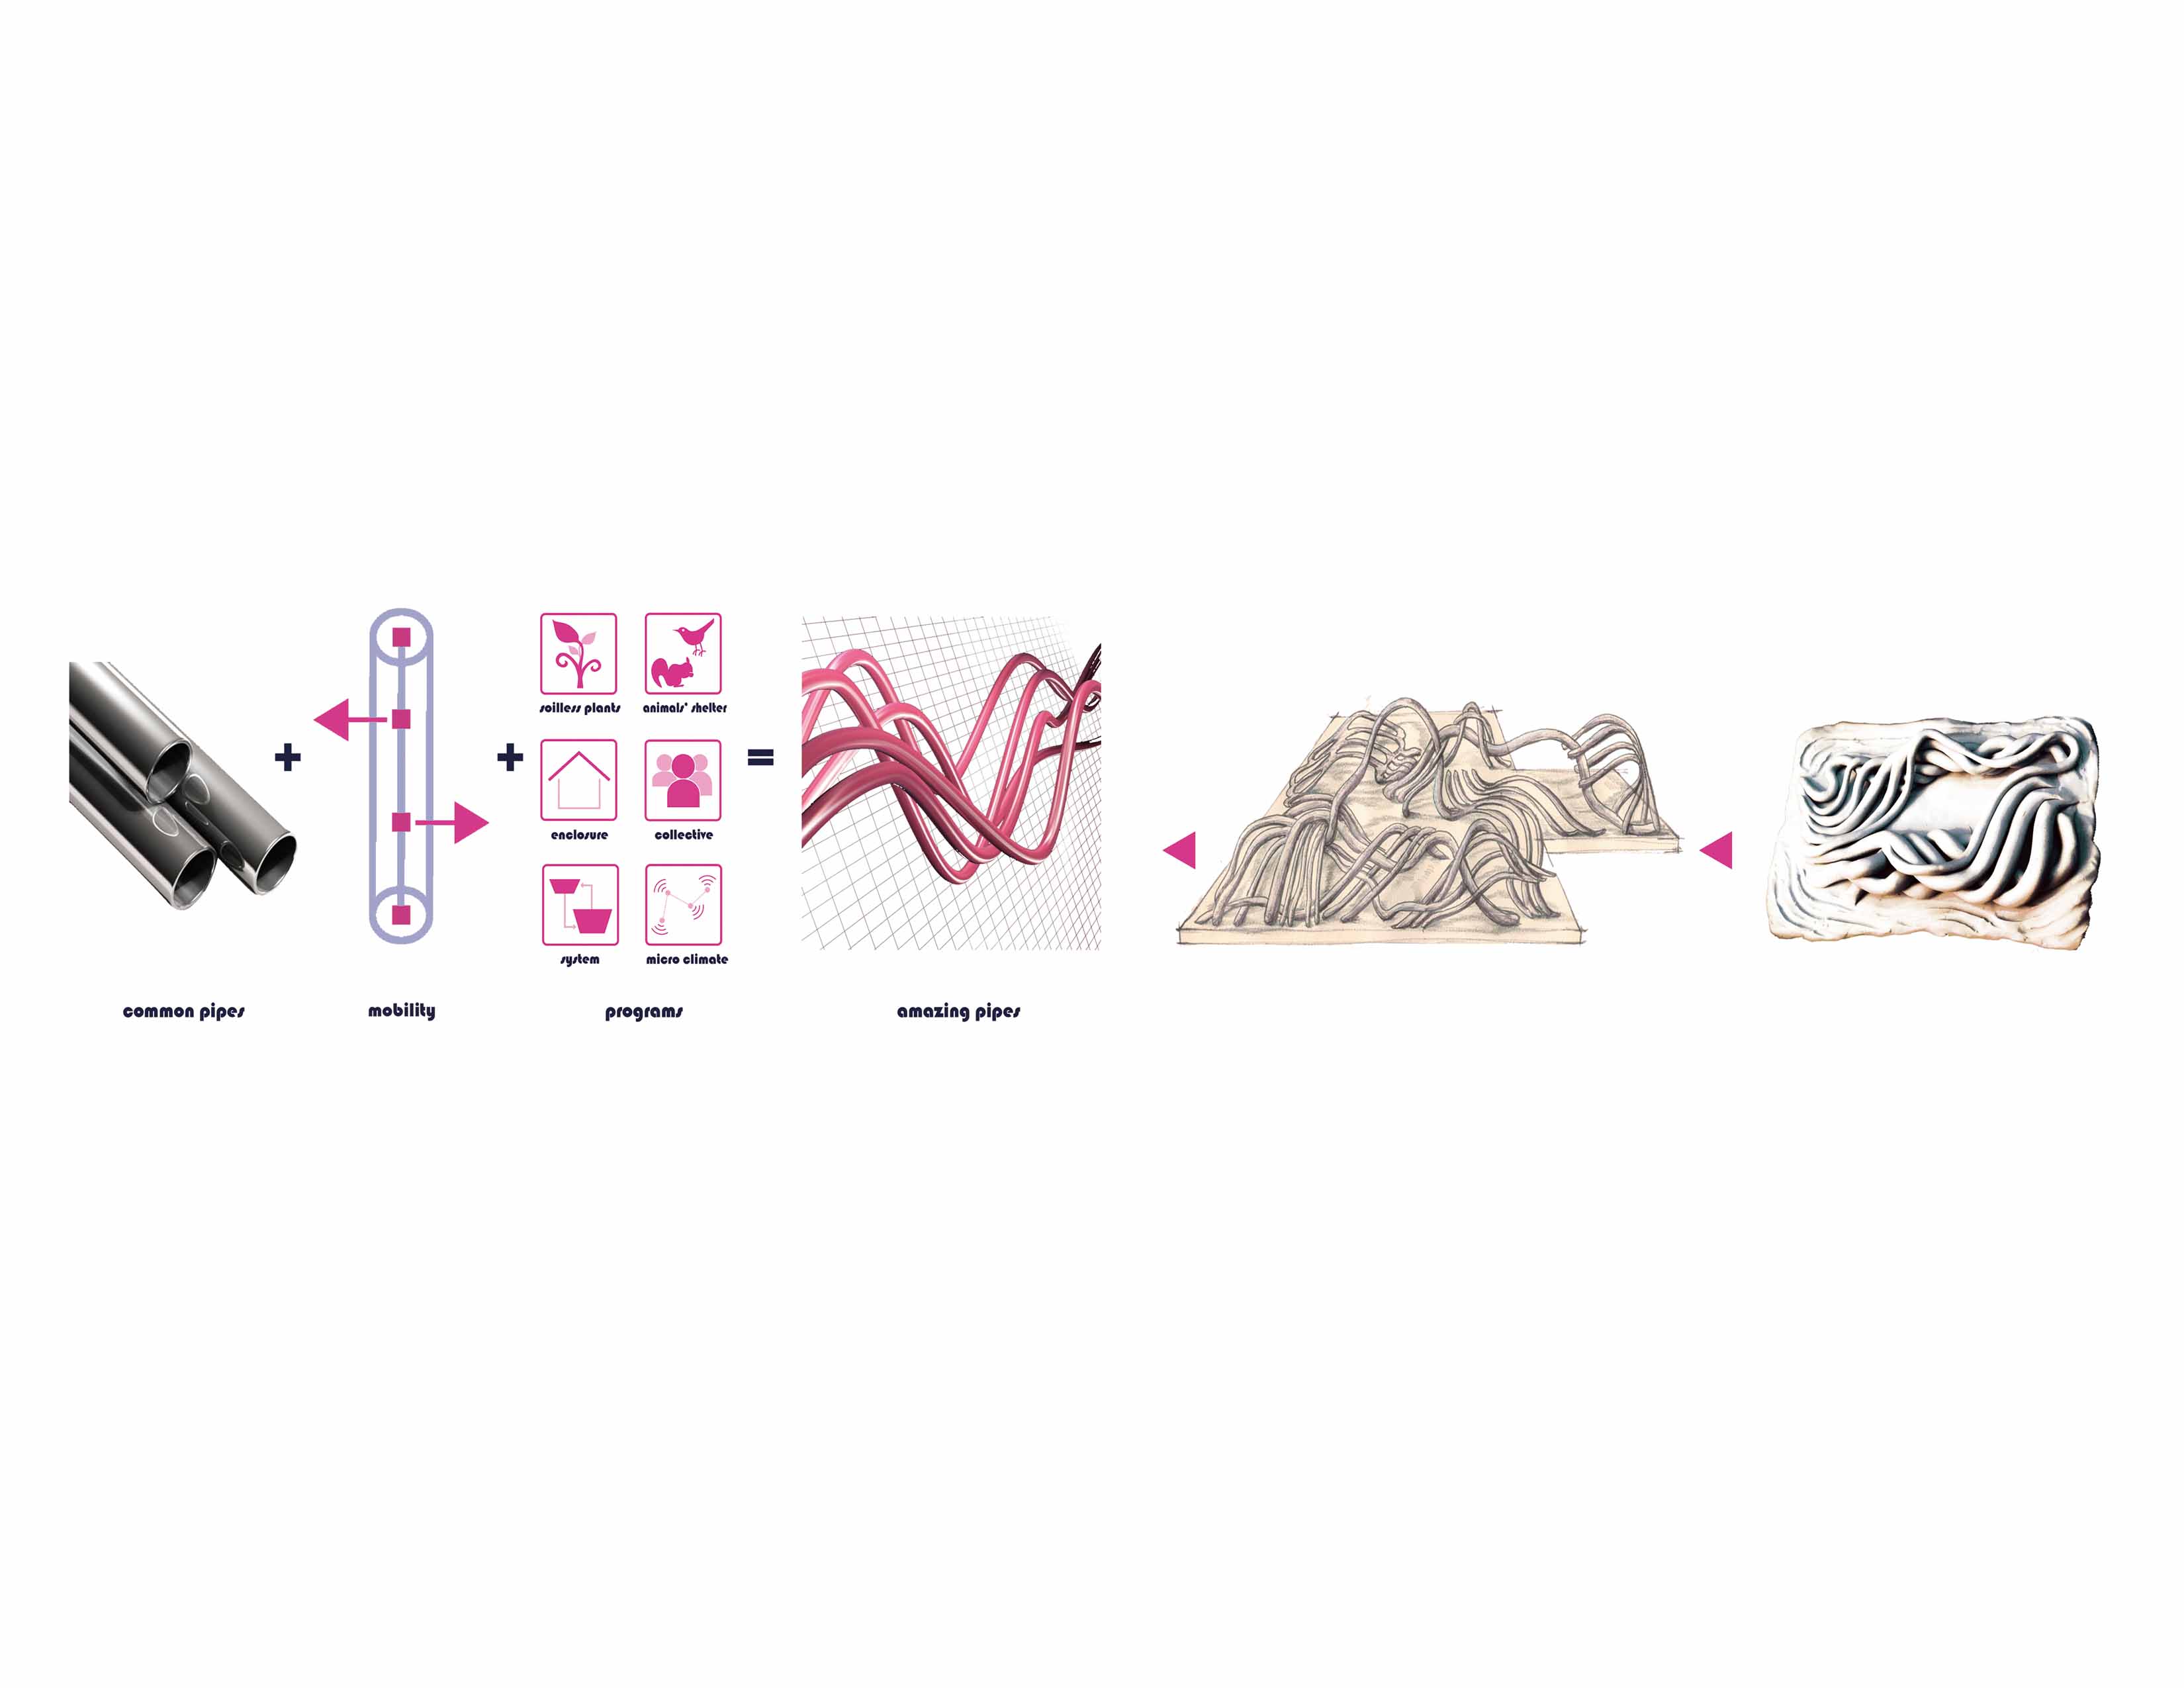 +
+
=
soilless plants
animals' shelter
enclosure
collective
system
micro climate
common pipes
mobility
programs
amazing pipes